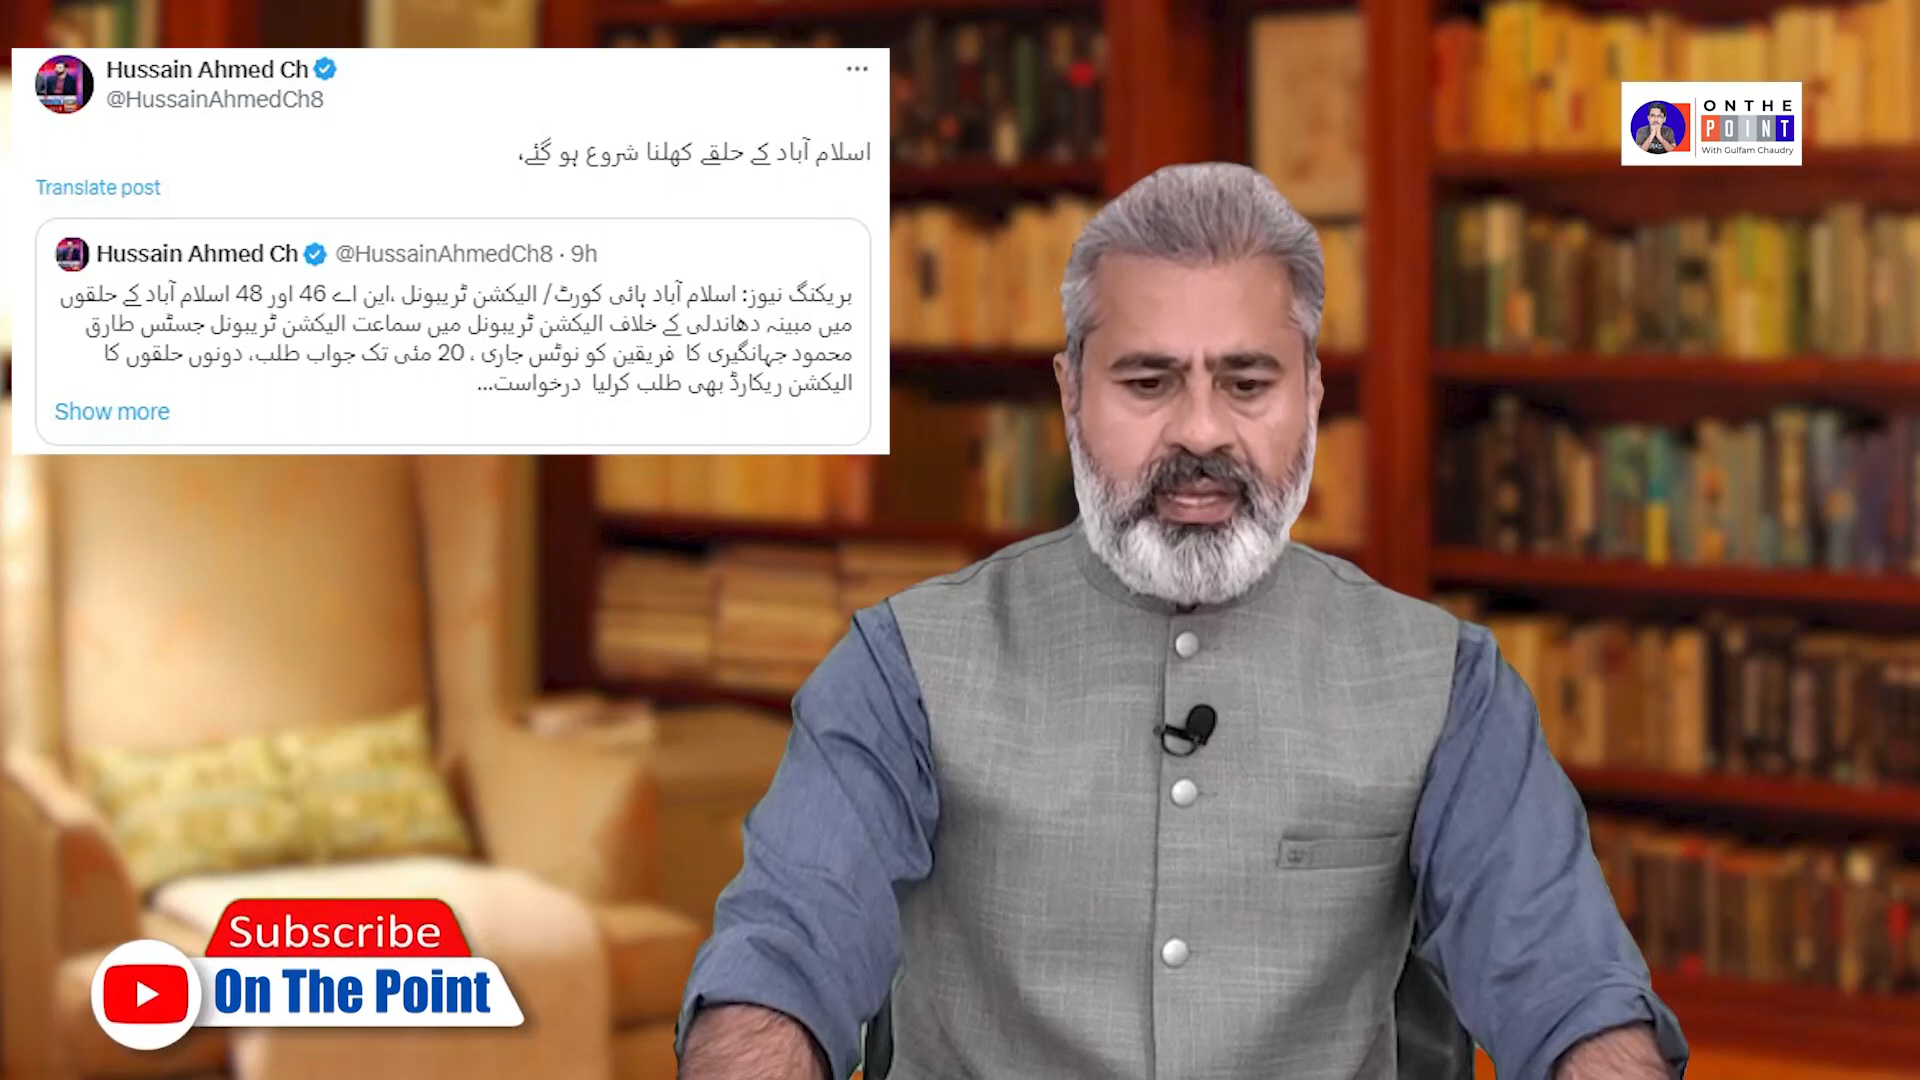 Hussain Ahmed Ch
@HussainAhmedCh8
اسلام آباد کے حلقے کھلنا شروع ہو گئے،
Translate post
Hussain Ahmed Ch @HussainAhmedCh8 · 9h
بریکنگ نیوز: اسلام آباد ہائی کورٹ/ الیکشن ٹریبونل ،این اے 46 اور 48 اسلام آباد کے حلقوں
میں مبینہ دھاندلی کے خلاف الیکشن ٹریبونل میں سماعت الیکشن ٹریبونل جسٹس طارق
محمود جہانگیری کا فریقین کو نوٹس جاری ، 20 مئی تک جواب طلب، دونوں حلقوں کا
الیکشن ریکارڈ بھی طلب کرلیا درخواست...
Show more
ON THE
POINT
With Gulfam Chaudry
Subscribe
On The Point